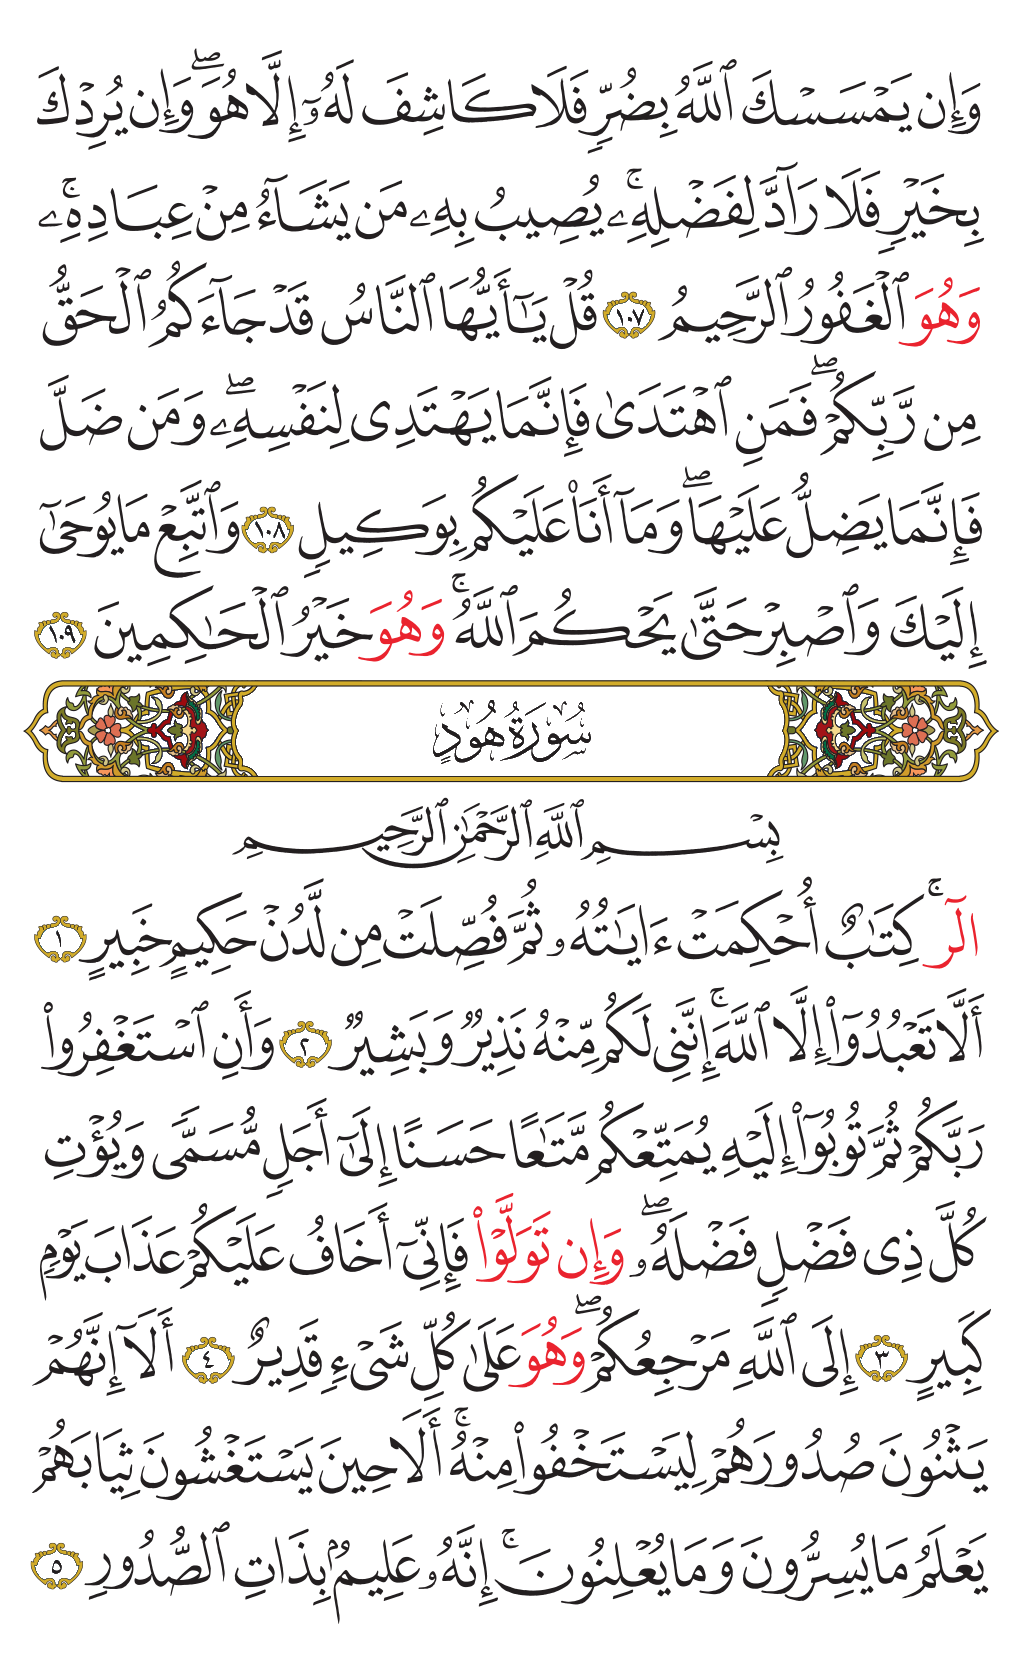 وَإِن يَمْسَسْكَ ٱللَّهُ بِضُرٍّ فَلَا كَاشِفَ لَهُۥٓ إِلَّا هُوَۖ وَإِن يُرِدْكَ
بِخَيْرٍ فَلَا رَآدَّ لِفَضْلِهِۦۚ يُصِيبُ بِهِۦ مَن يَشَآءُ مِنْ عِبَادِهِۦۚ
وَهُوَ ٱلْغَفُورُ ٱلرَّحِيمُ ١٠٧ قُلْ يَـٰٓأَيُّهَا ٱلنَّاسُ قَدْ جَآءَكُمُ ٱلْحَقُّ
مِن رَّبِّكُمْۖ فَمَنِ ٱهْتَدَىٰ فَإِنَّمَا يَهْتَدِى لِنَفْسِهِۦۖ وَمَن ضَلَّ
فَإِنَّمَا يَضِلُّ عَلَيْهَاۖ وَمَآ أَنَا۠ عَلَيْكُم بِوَكِيلٍ ١٠٨ وَٱتَّبِعْ مَا يُوحَىٰٓ
إِلَيْكَ وَٱصْبِرْ حَتَّىٰ يَحْكُمَ ٱللَّهُۚ وَهُوَ خَيْرُ ٱلْحَـٰكِمِينَ ١٠٩
سُورَةُ هُودٍ
بِسْمِ ٱللَّهِ ٱلرَّحْمَـٰنِ ٱلرَّحِيمِ
الٓرۚ كِتَـٰبٌ أُحْكِمَتْ ءَايَـٰتُهُۥ ثُمَّ فُصِّلَتْ مِن لَّدُنْ حَكِيمٍ خَبِيرٍ ١
أَلَّا تَعْبُدُوٓا۟ إِلَّا ٱللَّهَۚ إِنَّنِى لَكُم مِّنْهُ نَذِيرٌ وَبَشِيرٌ ٢ وَأَنِ ٱسْتَغْفِرُوا۟
رَبَّكُمْ ثُمَّ تُوبُوٓا۟ إِلَيْهِ يُمَتِّعْكُم مَّتَـٰعًا حَسَنًا إِلَىٰٓ أَجَلٍ مُّسَمًّى وَيُؤْتِ
كُلَّ ذِى فَضْلٍ فَضْلَهُۥۖ وَإِن تَوَلَّوْا۟ فَإِنِّىٓ أَخَافُ عَلَيْكُمْ عَذَابَ يَوْمٍ
كَبِيرٍ ٣ إِلَى ٱللَّهِ مَرْجِعُكُمْۖ وَهُوَ عَلَىٰ كُلِّ شَىْءٍ قَدِيرٌ ٤ أَلَآ إِنَّهُمْ
يَثْنُونَ صُدُورَهُمْ لِيَسْتَخْفُوا۟ مِنْهُۚ أَلَا حِينَ يَسْتَغْشُونَ ثِيَابَهُمْ
يَعْلَمُ مَا يُسِرُّونَ وَمَا يُعْلِنُونَۚ إِنَّهُۥ عَلِيمٌۢ بِذَاتِ ٱلصُّدُورِ ٥